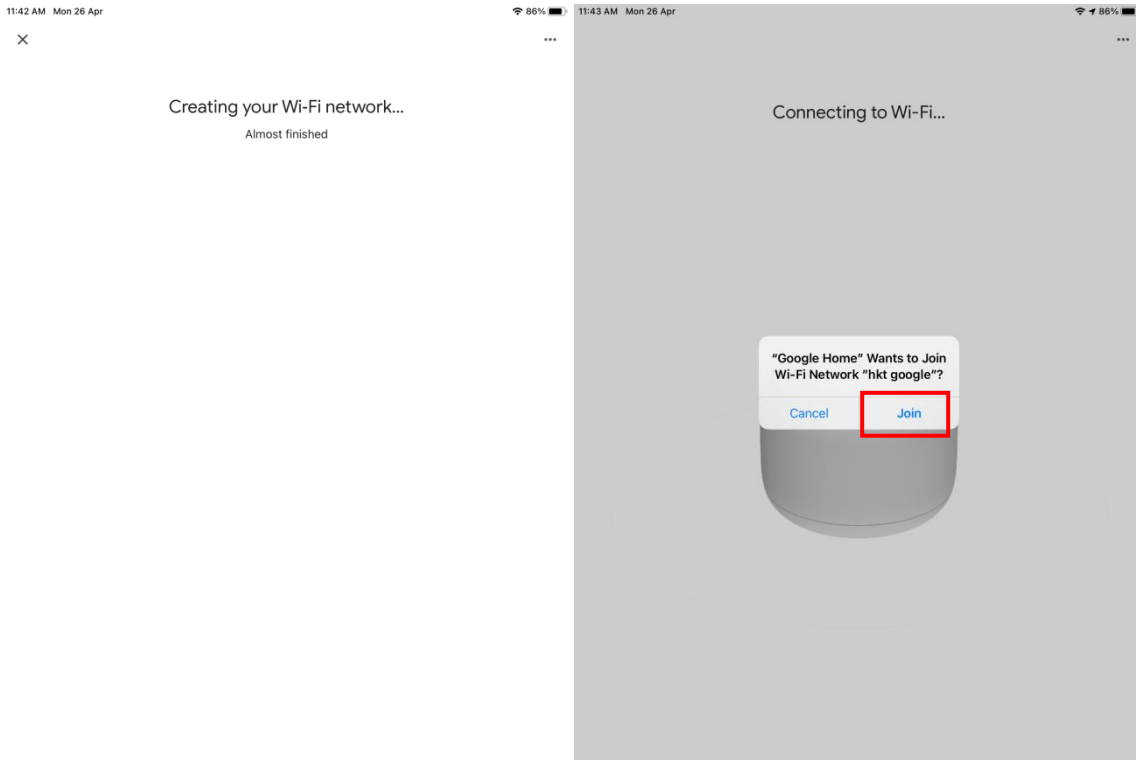 11:42 AM Mon 26 Apr
86%
Creating your Wi-Fi network...
Almost finished
11:43 AM Mon 26 Apr
86%
Connecting to Wi-Fi...
“Google Home” Wants to Join
Wi-Fi Network “hkt google”?
Cancel Join